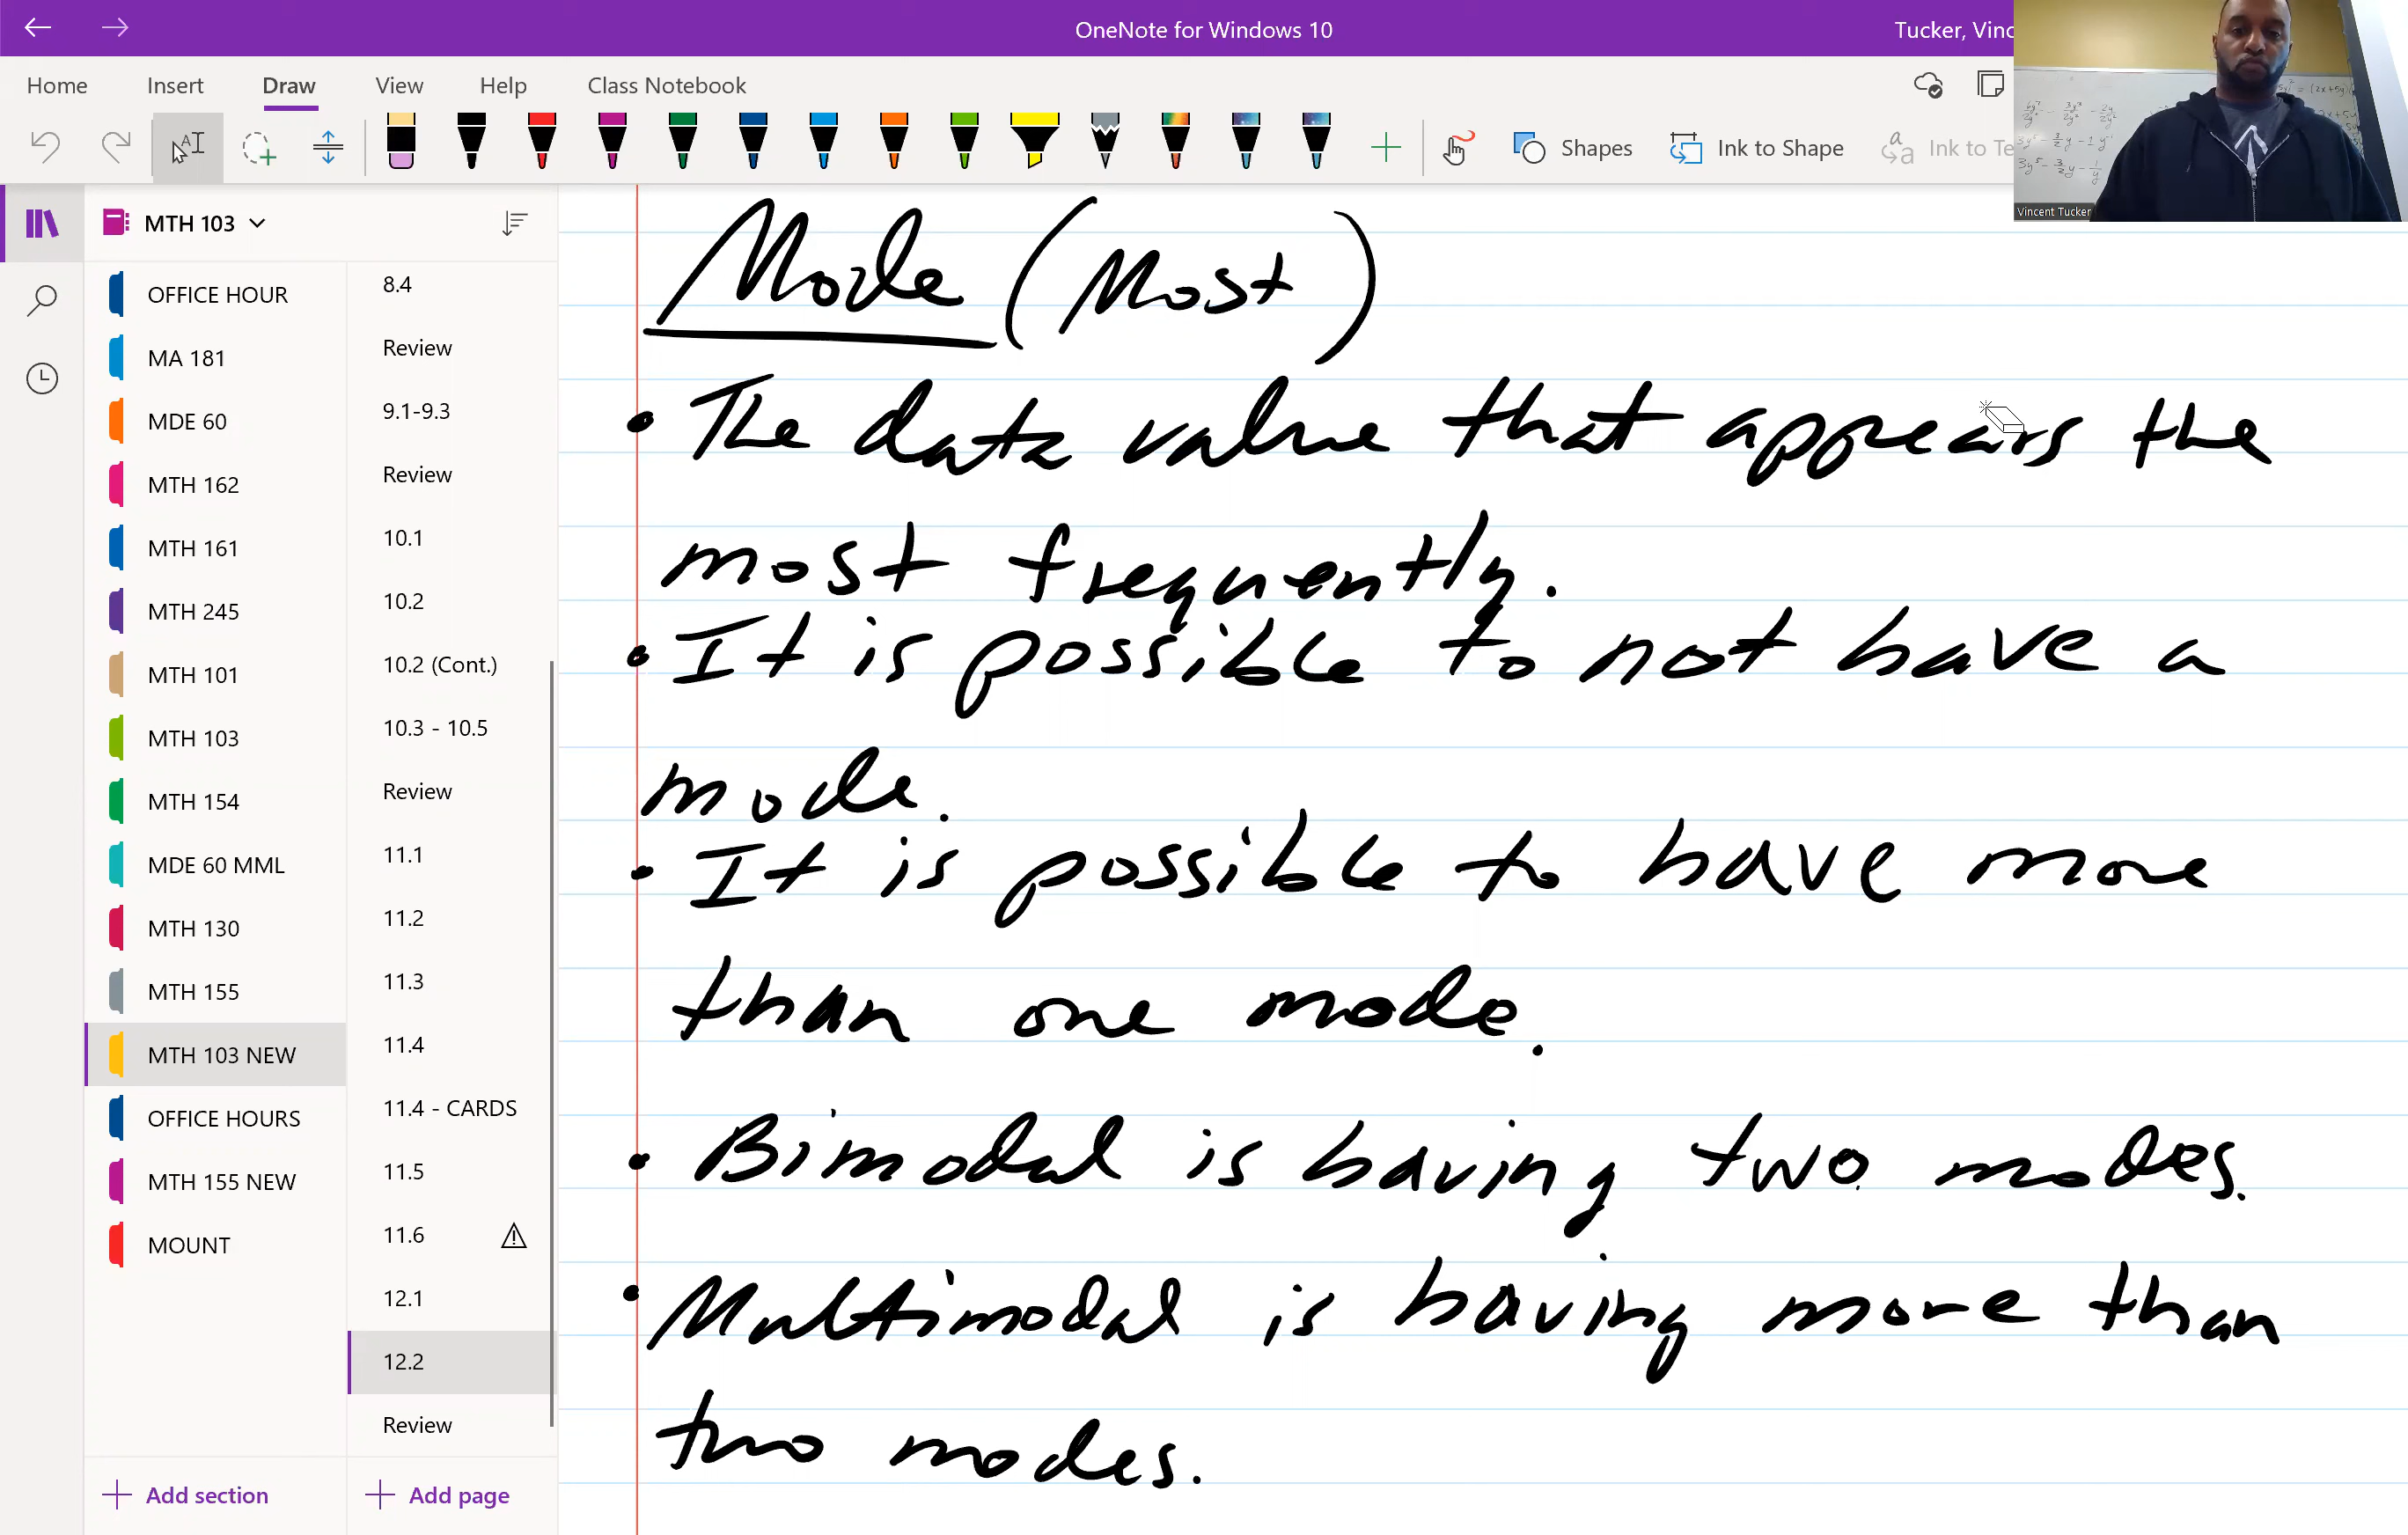 OneNote for Windows 10
Tucker, Vinc
Home Insert Draw View Help Class Notebook
Shapes Ink to Shape Ink to Te
Vincent Tucker
MTH 103
OFFICE HOUR
MA 181
MDE 60
MTH 162
MTH 161
MTH 245
MTH 101
MTH 103
MTH 154
MDE 60 MML
MTH 130
MTH 155
MTH 103 NEW
OFFICE HOURS
MTH 155 NEW
MOUNT
Add section
8.4
Review
9.1-9.3
Review
10.1
10.2
10.2 (Cont.)
10.3 - 10.5
Review
11.1
11.2
11.3
11.4
11.4 - CARDS
11.5
11.6
12.1
12.2
Review
Add page
Mode (Most)
• The data value that appears the
most frequently.
• It is possible to not have a
mode.
• It is possible to have more
than one mode.
• Bimodal is having two modes.
• Multimodal is having more than
two modes.